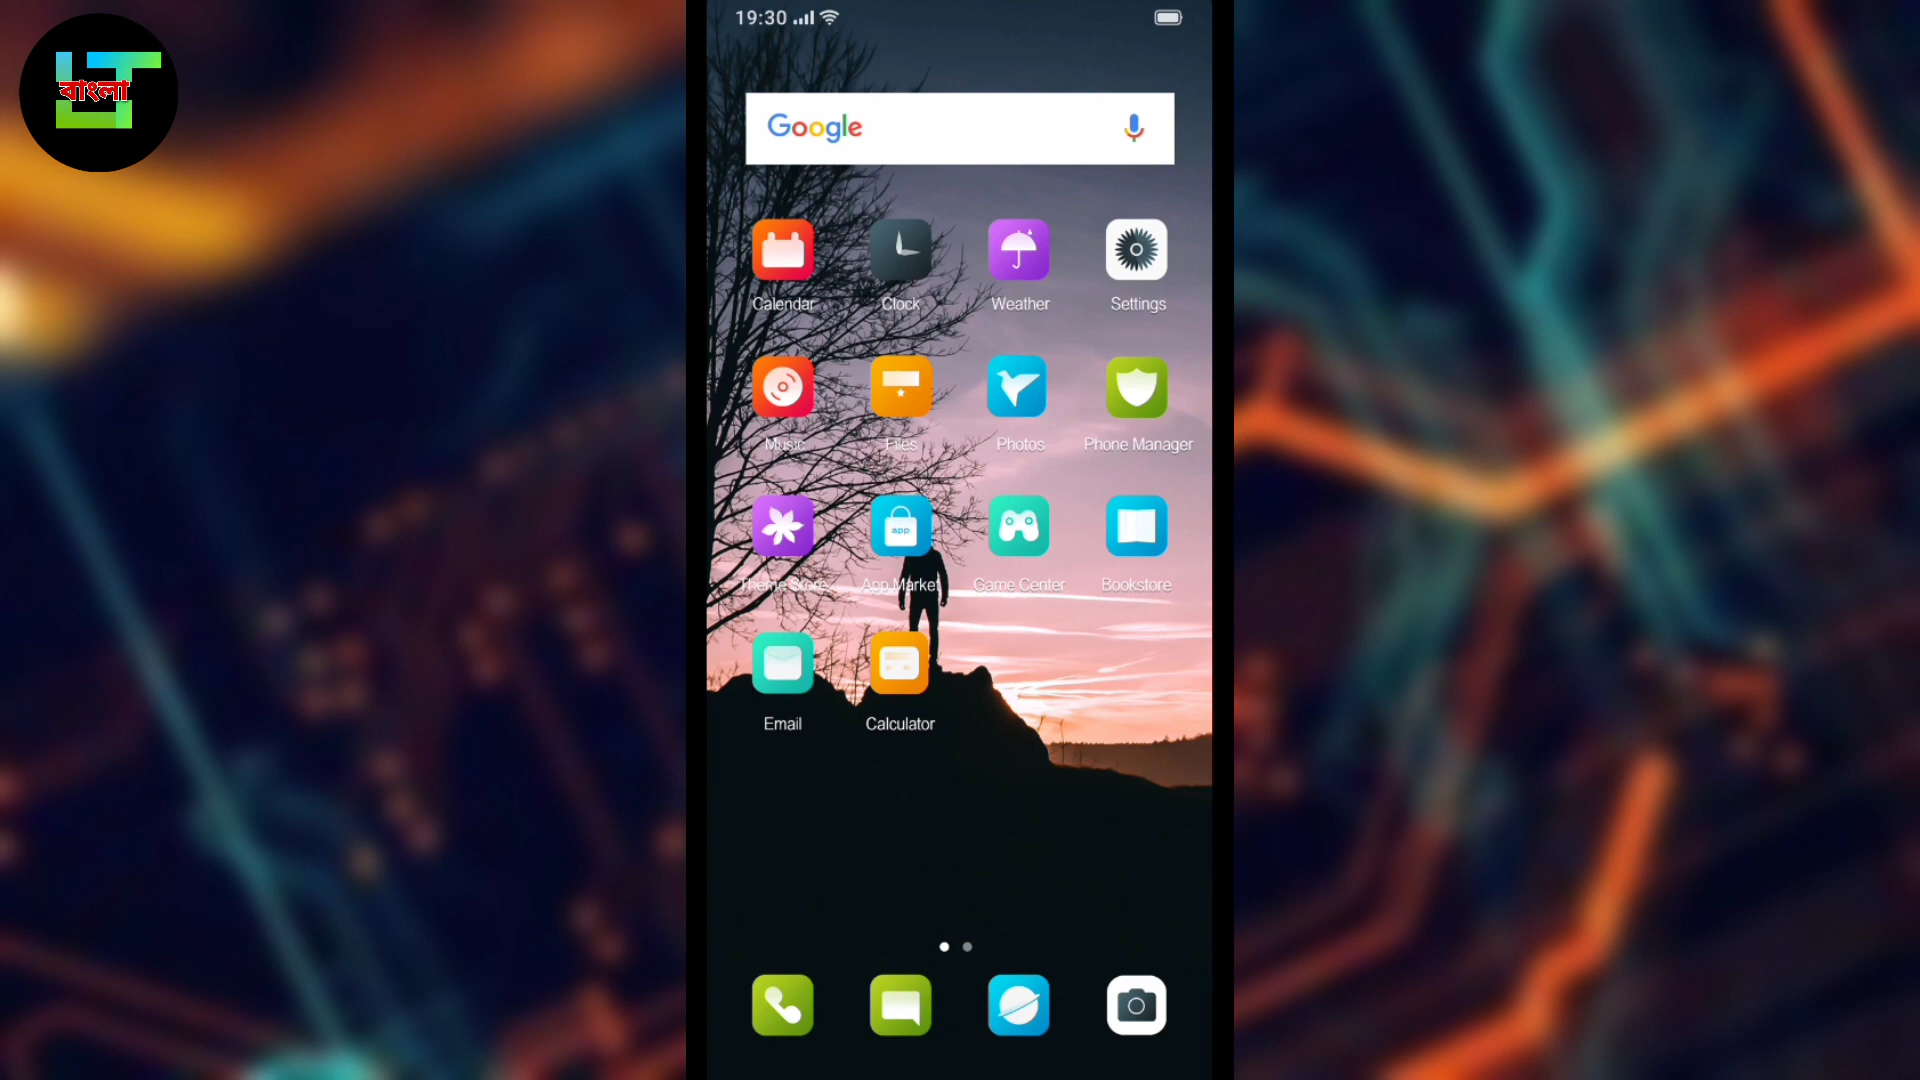 বাংলা
19:30
Google
Calendar Clock Weather Settings
Music Files Photos Phone Manager
Theme Store App Market Game Center Bookstore
app
Email Calculator